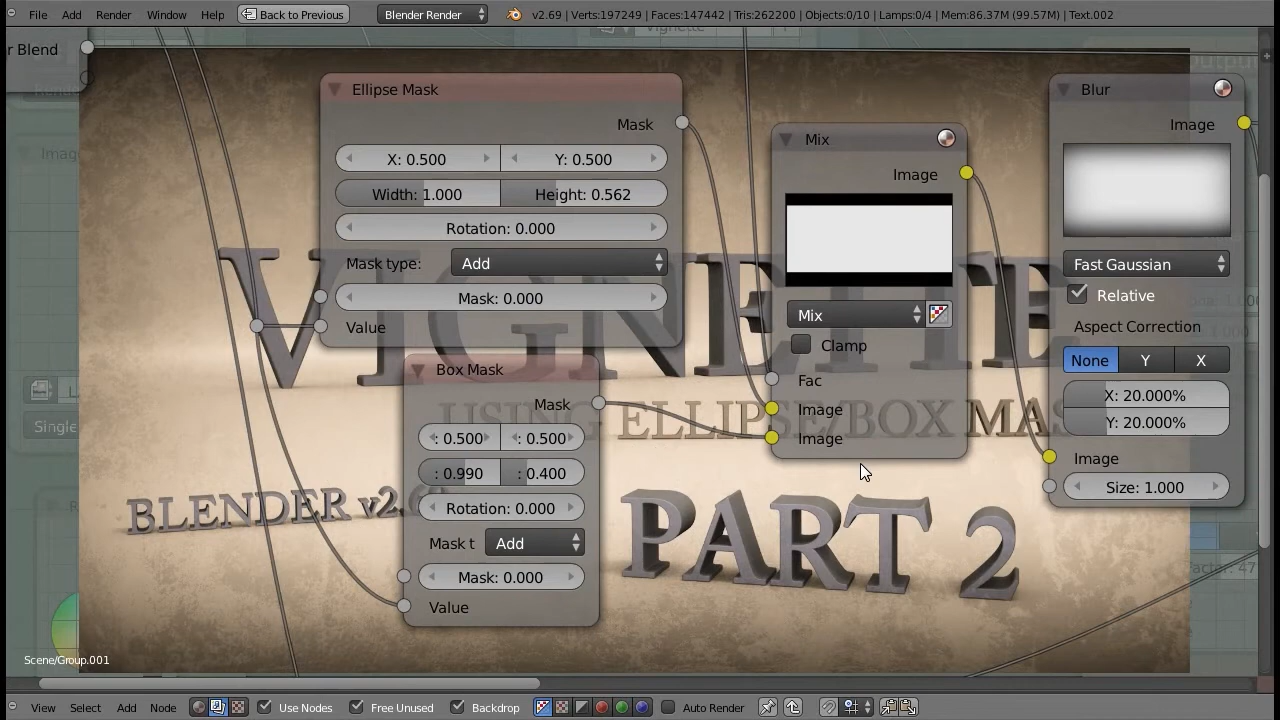 File Add Render Window Help Back to Previous Blender Render v2.69 | Verts:197249 | Faces:147442 | Tris:262200 | Objects:0/10 | Lamps:0/4 | Mem:86.37M (99.57M) | Text.002
r Blend
Vignette
Ellipse Mask
Mask
X: 0.500 Y: 0.500
Width: 1.000 Height: 0.562
Rotation: 0.000
Mask type: Add
Mask: 0.000
Value
Box Mask
Mask
: 0.500 : 0.500
: 0.990 : 0.400
Rotation: 0.000
Mask t Add
Mask: 0.000
Value
Mix
Image
Mix
Clamp
Fac
Image
Image
Blur
Image
Fast Gaussian
Relative
Aspect Correction
None Y X
X: 20.000%
Y: 20.000%
Image
Size: 1.000
VIGNETTE
USING ELLIPSE/BOX MAS
BLENDER v2.6
PART 2
Imag
Single
Factor: 47
Scene/Group.001
View Select Add Node Use Nodes Free Unused Backdrop Auto Render